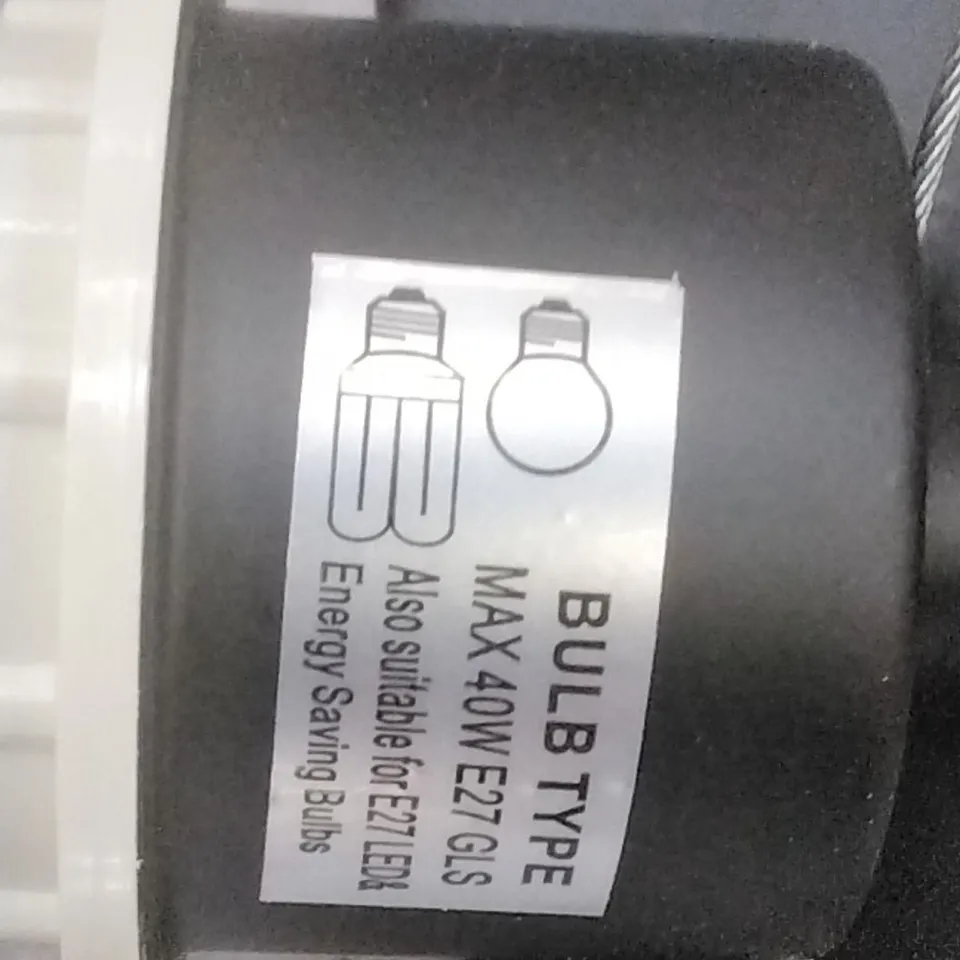 BULB TYPE
MAX 40W E27 GLS
Also suitable for E27 LED&
Energy Saving Bulbs